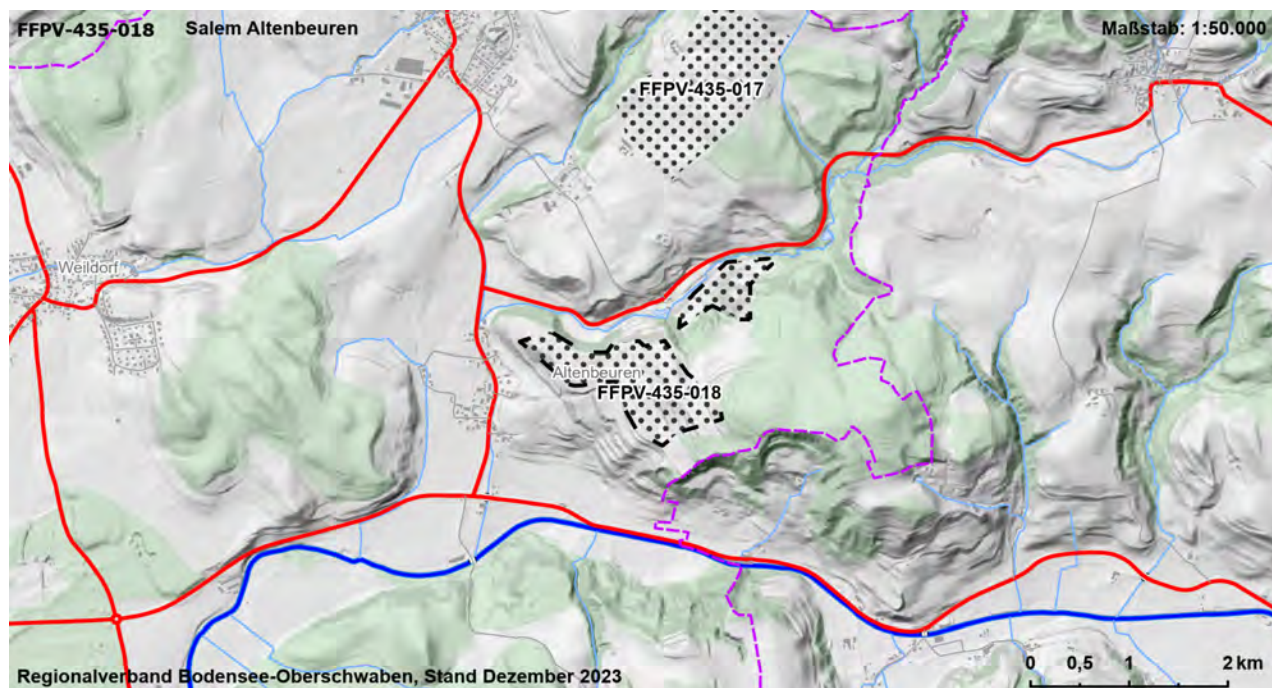 FFPV-435-018
Salem Altenbeuren
Maßstab: 1:50.000
FFPV-435-017
Weildorf
Altenbeuren
FFPV-435-018
Regionalverband Bodensee-Oberschwaben, Stand Dezember 2023
0 0,5 1 2 km